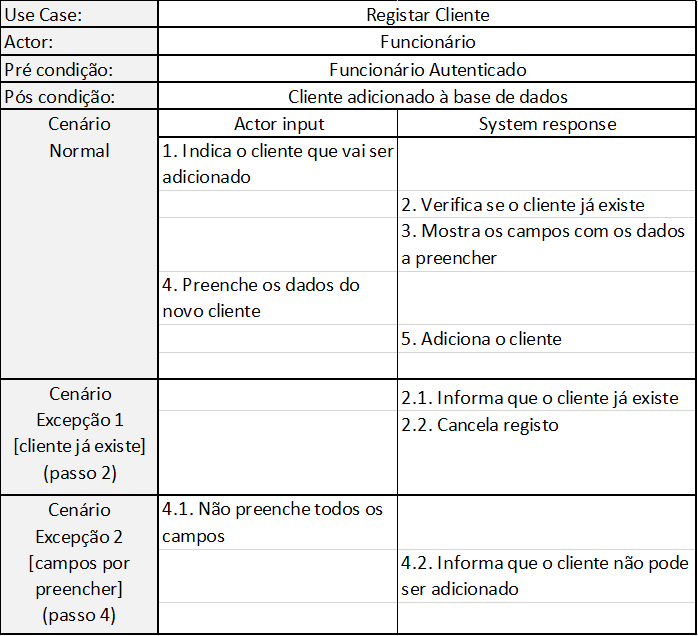 Use Case:
Registar Cliente
Actor:
Funcionário
Pré condição:
Funcionário Autenticado
Pós condição:
Cliente adicionado à base de dados
Cenário
Normal
Actor input
System response
1. Indica o cliente que vai ser
adicionado
2. Verifica se o cliente já existe
3. Mostra os campos com os dados
a preencher
4. Preenche os dados do
novo cliente
5. Adiciona o cliente
Cenário
Excepção 1
[cliente já existe]
(passo 2)
2.1. Informa que o cliente já existe
2.2. Cancela registo
Cenário
Excepção 2
[campos por
preencher]
(passo 4)
4.1. Não preenche todos os
campos
4.2. Informa que o cliente não pode
ser adicionado